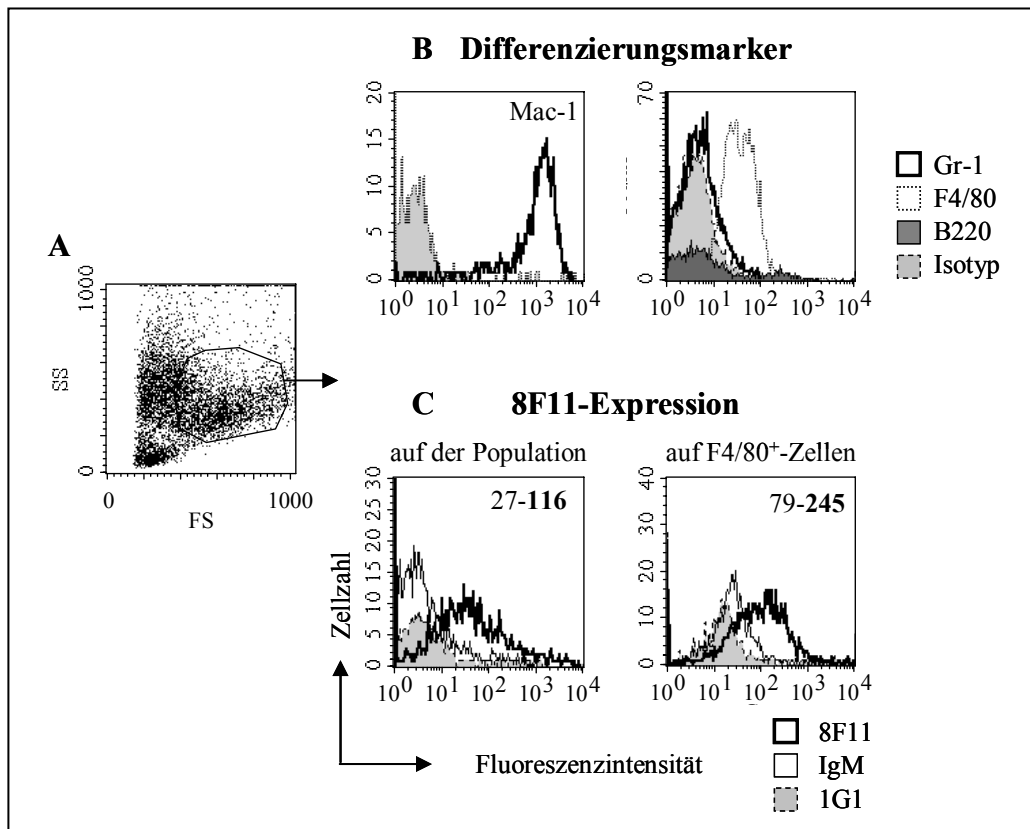 B Differenzierungsmarker
20
15
10
5
0
Mac-1
10⁰ 10¹ 10² 10³ 10⁴
70
0
10⁰ 10¹ 10² 10³ 10⁴
Gr-1
F4/80
B220
Isotyp
A
1000
SS
0
0 1000
FS
C 8F11-Expression
auf der Population
30
25
20
15
10
5
0
27-116
10⁰ 10¹ 10² 10³ 10⁴
auf F4/80⁺-Zellen
40
30
20
10
0
79-245
10⁰ 10¹ 10² 10³ 10⁴
Zellzahl
Fluoreszenzintensität
8F11
IgM
1G1